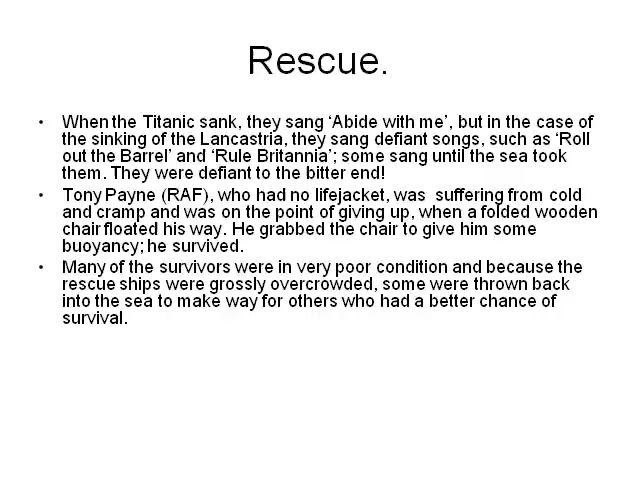 Rescue.
• When the Titanic sank, they sang ‘Abide with me’, but in the case of
the sinking of the Lancastria, they sang defiant songs, such as ‘Roll
out the Barrel’ and ‘Rule Britannia’; some sang until the sea took
them. They were defiant to the bitter end!
• Tony Payne (RAF), who had no lifejacket, was  suffering from cold
and cramp and was on the point of giving up, when a folded wooden
chair floated his way. He grabbed the chair to give him some
buoyancy; he survived.
• Many of the survivors were in very poor condition and because the
rescue ships were grossly overcrowded, some were thrown back
into the sea to make way for others who had a better chance of
survival.